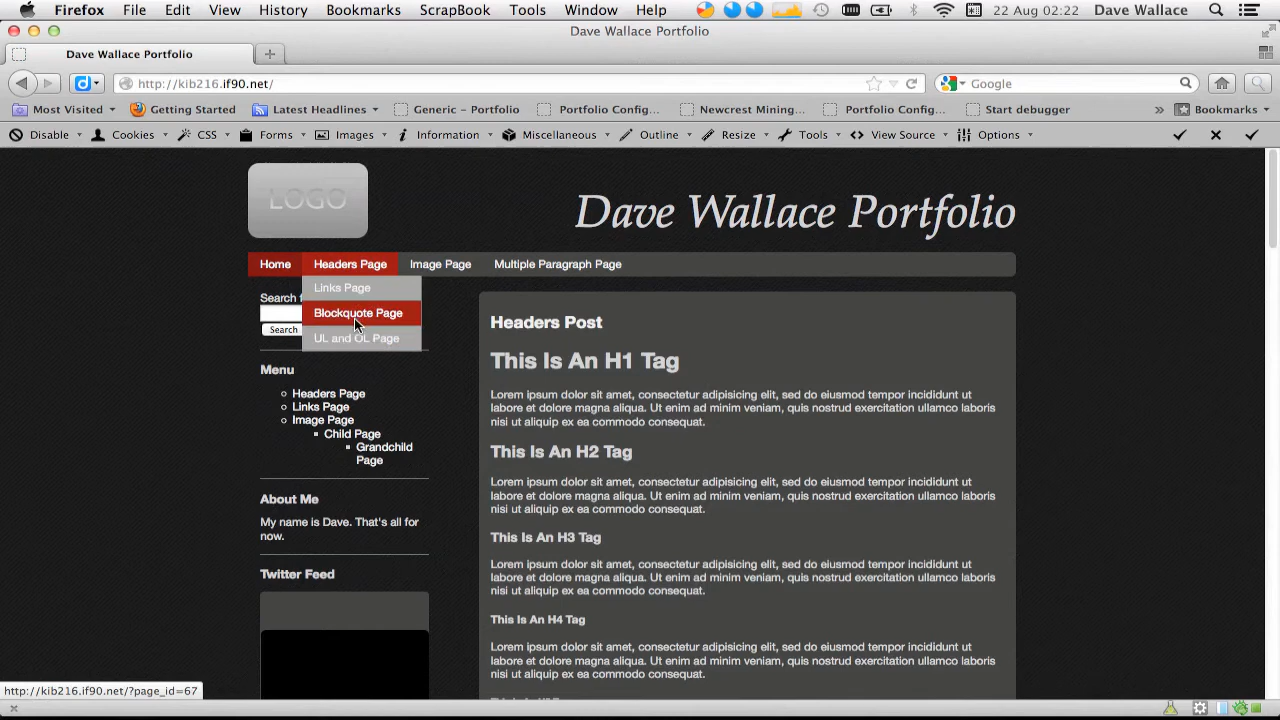 Firefox File Edit View History Bookmarks ScrapBook Tools Window Help 22 Aug 02:22 Dave Wallace
Dave Wallace Portfolio
Dave Wallace Portfolio
http://kib216.if90.net/ Google
Most Visited Getting Started Latest Headlines Generic - Portfolio Portfolio Config... Newcrest Mining... Portfolio Config... Start debugger » Bookmarks
Disable Cookies CSS Forms Images Information Miscellaneous Outline Resize Tools View Source Options
LOGO
Dave Wallace Portfolio
Home Headers Page Image Page Multiple Paragraph Page
Links Page
Blockquote Page
UL and OL Page
Search f
Search
Menu
Headers Page
Links Page
Image Page
Child Page
Grandchild
Page
About Me
My name is Dave. That's all for
now.
Twitter Feed
Headers Post
This Is An H1 Tag
Lorem ipsum dolor sit amet, consectetur adipisicing elit, sed do eiusmod tempor incididunt ut
labore et dolore magna aliqua. Ut enim ad minim veniam, quis nostrud exercitation ullamco laboris
nisi ut aliquip ex ea commodo consequat.
This Is An H2 Tag
Lorem ipsum dolor sit amet, consectetur adipisicing elit, sed do eiusmod tempor incididunt ut
labore et dolore magna aliqua. Ut enim ad minim veniam, quis nostrud exercitation ullamco laboris
nisi ut aliquip ex ea commodo consequat.
This Is An H3 Tag
Lorem ipsum dolor sit amet, consectetur adipisicing elit, sed do eiusmod tempor incididunt ut
labore et dolore magna aliqua. Ut enim ad minim veniam, quis nostrud exercitation ullamco laboris
nisi ut aliquip ex ea commodo consequat.
This Is An H4 Tag
Lorem ipsum dolor sit amet, consectetur adipisicing elit, sed do eiusmod tempor incididunt ut
labore et dolore magna aliqua. Ut enim ad minim veniam, quis nostrud exercitation ullamco laboris
nisi ut aliquip ex ea commodo consequat.
http://kib216.if90.net/?page_id=67